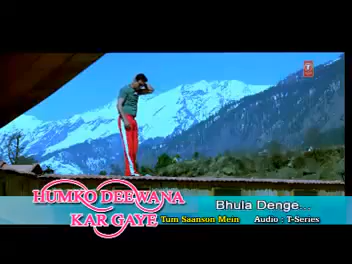 T
HUMKO DEEWANA
KAR GAYE
Bhula Denge...
Tum Saanson Mein Audio : T-Series